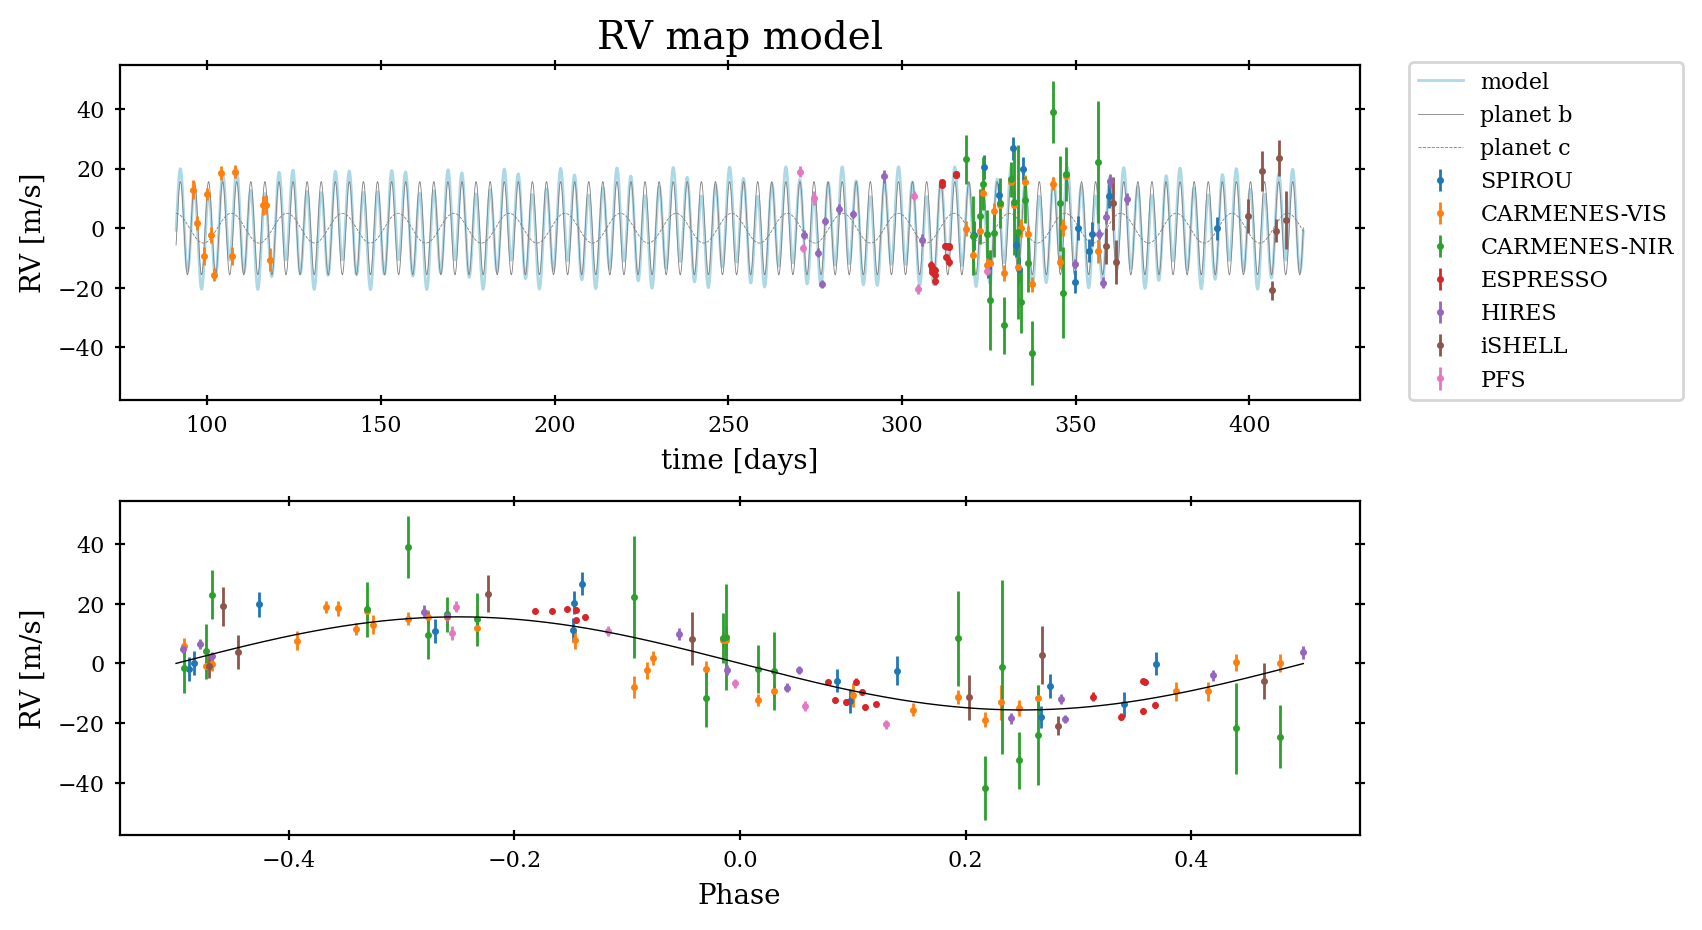 RV map model
RV [m/s]
40
20
0
−20
−40
100 150 200 250 300 350 400
time [days]
model
planet b
planet c
SPIROU
CARMENES-VIS
CARMENES-NIR
ESPRESSO
HIRES
iSHELL
PFS
RV [m/s]
40
20
0
−20
−40
−0.4 −0.2 0.0 0.2 0.4
Phase